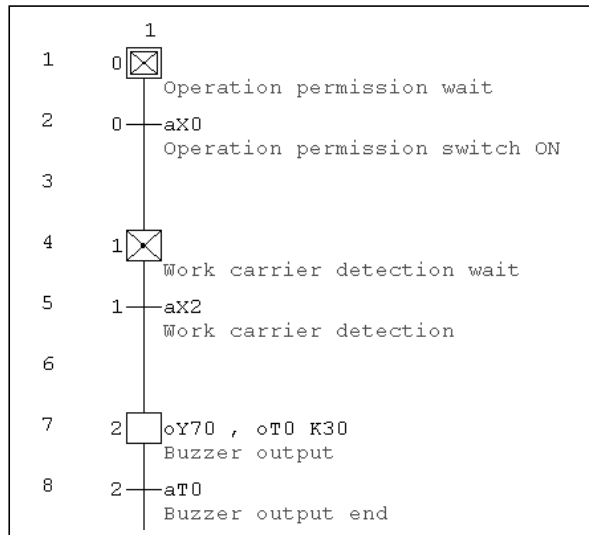 1
1 0
Operation permission wait
2 0 aX0
Operation permission switch ON
3
4 1
Work carrier detection wait
5 1 aX2
Work carrier detection
6
7 2 oY70 , oT0 K30
Buzzer output
8 2 aT0
Buzzer output end